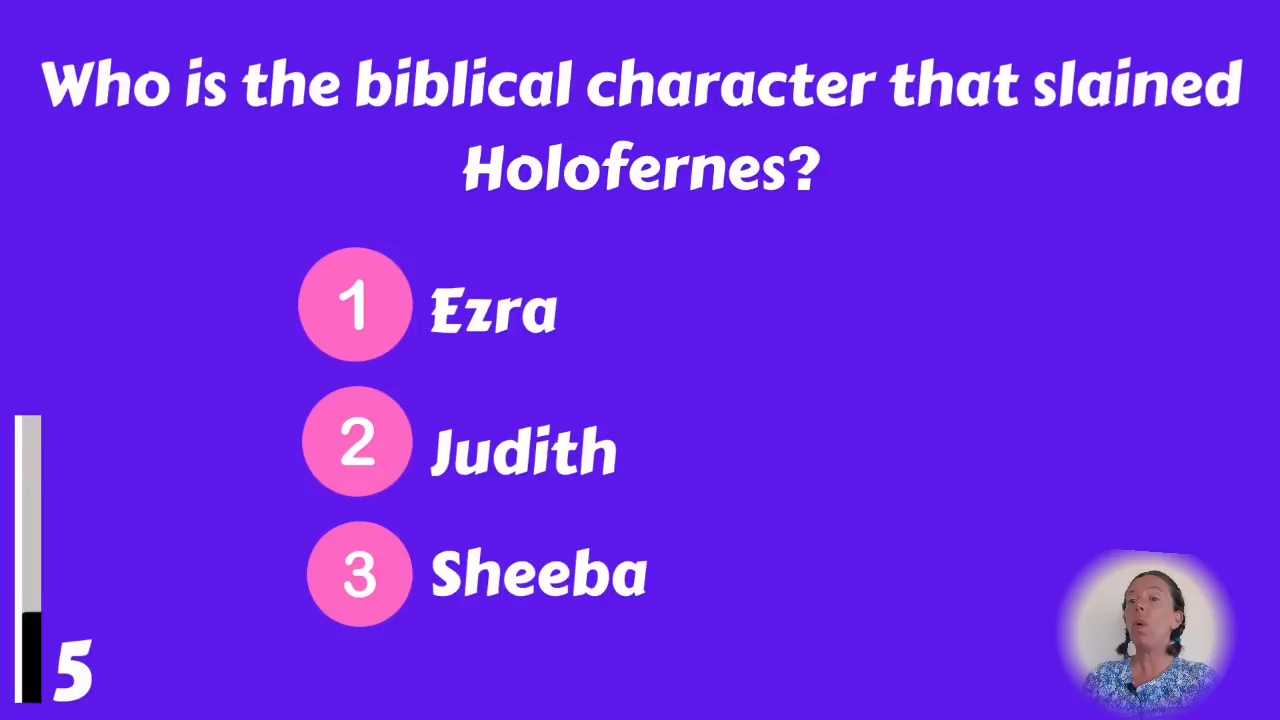 Who is the biblical character that slained
Holofernes?
1 Ezra
2 Judith
3 Sheeba
5